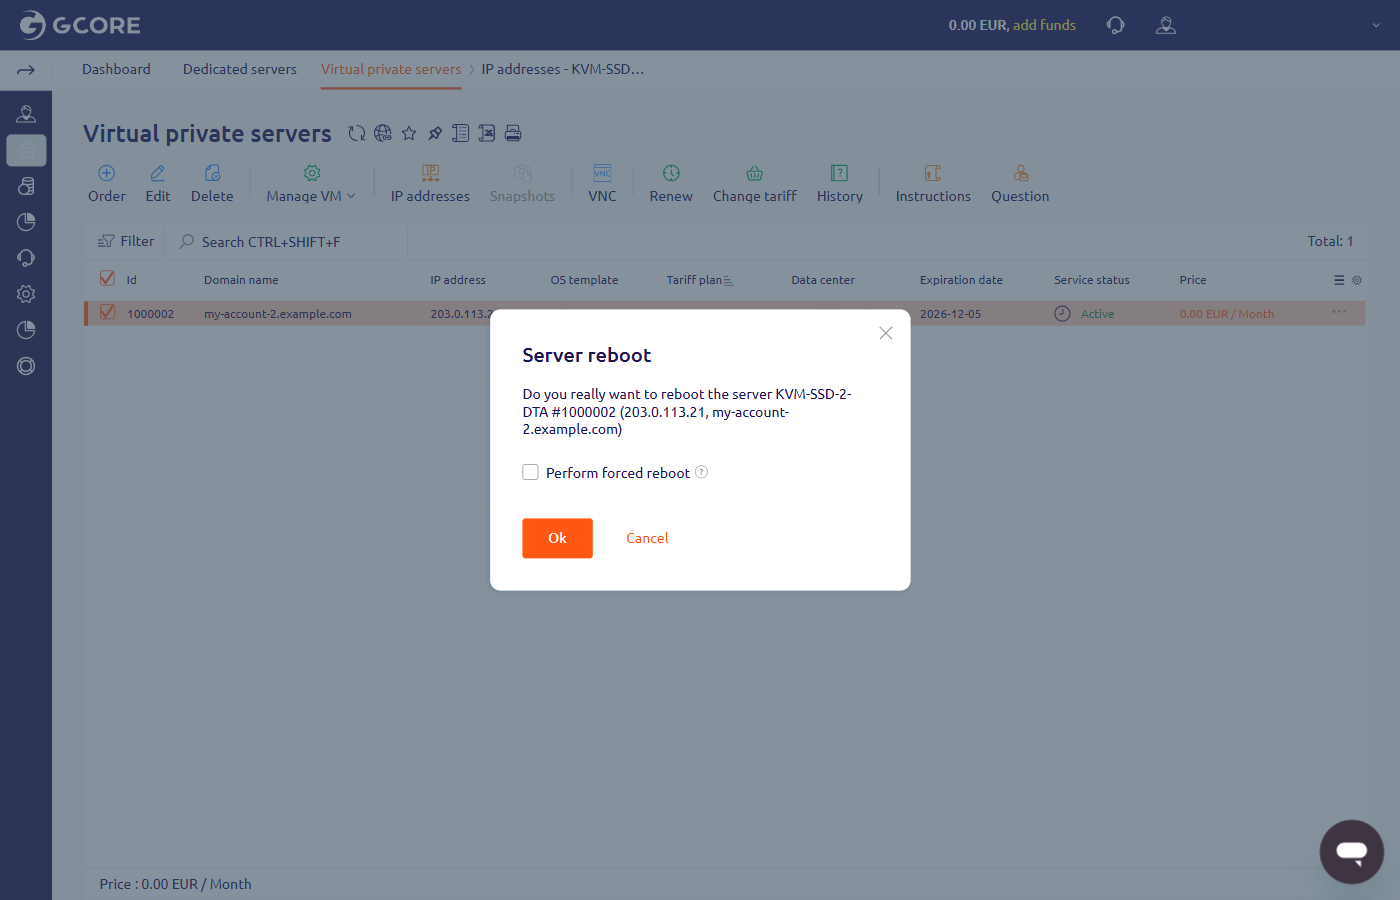 GCORE
0.00 EUR, add funds
Dashboard
Dedicated servers
Virtual private servers
IP addresses - KVM-SSD...
Virtual private servers
Order
Edit
Delete
Manage VM
IP addresses
Snapshots
VNC
VNC
Renew
Change tariff
History
Instructions
Question
Filter
Search CTRL+SHIFT+F
Total: 1
Id
Domain name
IP address
OS template
Tariff plan
Data center
Expiration date
Service status
Price
1000002
my-account-2.example.com
203.0.113.2
2026-12-05
Active
0.00 EUR / Month
Server reboot
Do you really want to reboot the server KVM-SSD-2-
DTA #1000002 (203.0.113.21, my-account-
2.example.com)
Perform forced reboot
Ok
Cancel
Price : 0.00 EUR / Month